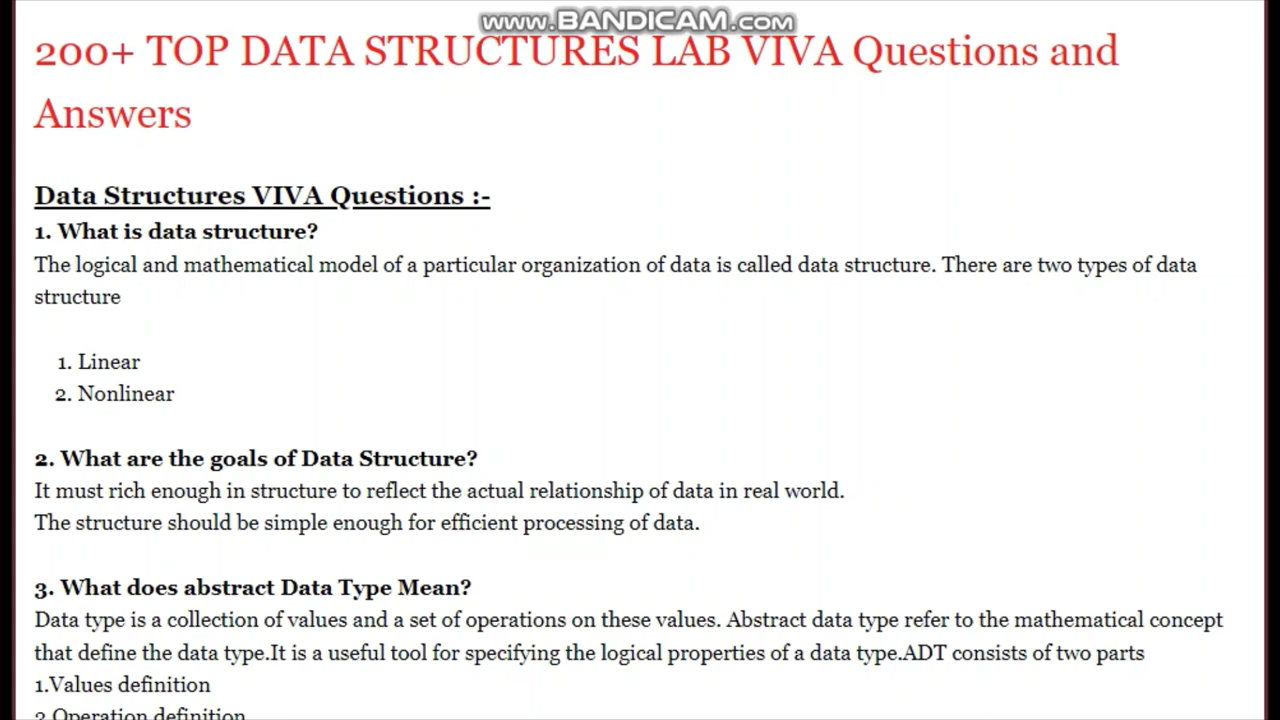 www.BANDICAM.com
200+ TOP DATA STRUCTURES LAB VIVA Questions and
Answers
Data Structures VIVA Questions :-
1. What is data structure?
The logical and mathematical model of a particular organization of data is called data structure. There are two types of data
structure
1. Linear
2. Nonlinear
2. What are the goals of Data Structure?
It must rich enough in structure to reflect the actual relationship of data in real world.
The structure should be simple enough for efficient processing of data.
3. What does abstract Data Type Mean?
Data type is a collection of values and a set of operations on these values. Abstract data type refer to the mathematical concept
that define the data type.It is a useful tool for specifying the logical properties of a data type.ADT consists of two parts
1.Values definition
2.Operation definition